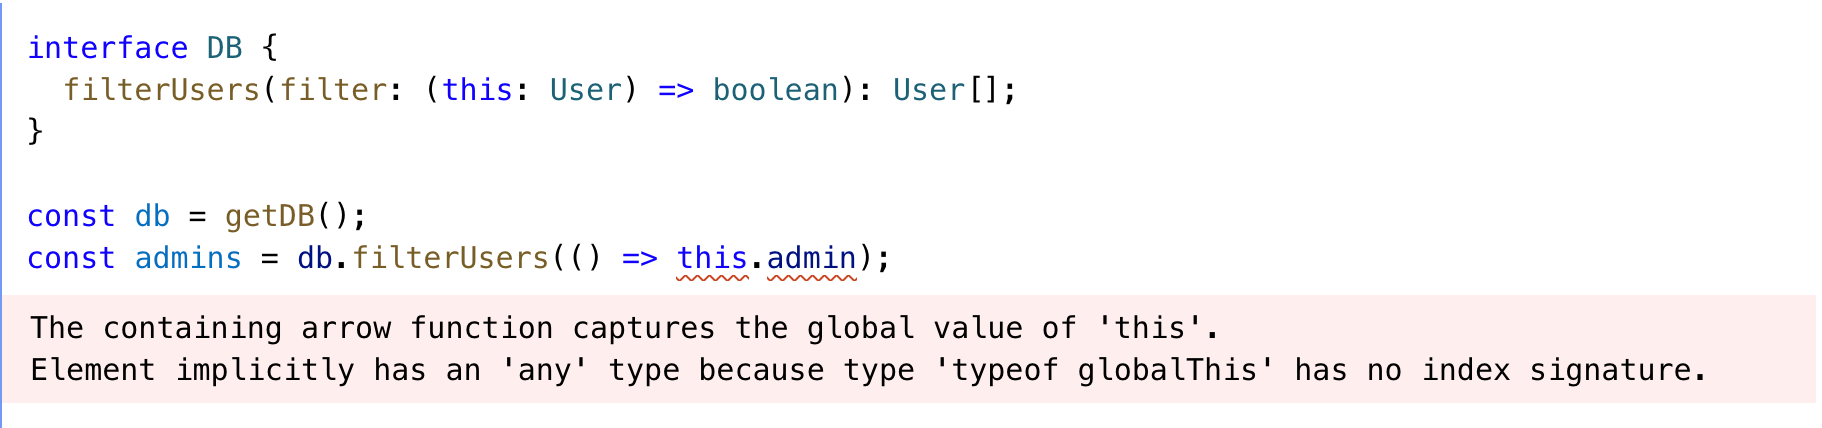 interface DB {
  filterUsers(filter: (this: User) => boolean): User[];
}
const db = getDB();
const admins = db.filterUsers(() => this.admin);
The containing arrow function captures the global value of 'this'.
Element implicitly has an 'any' type because type 'typeof globalThis' has no index signature.